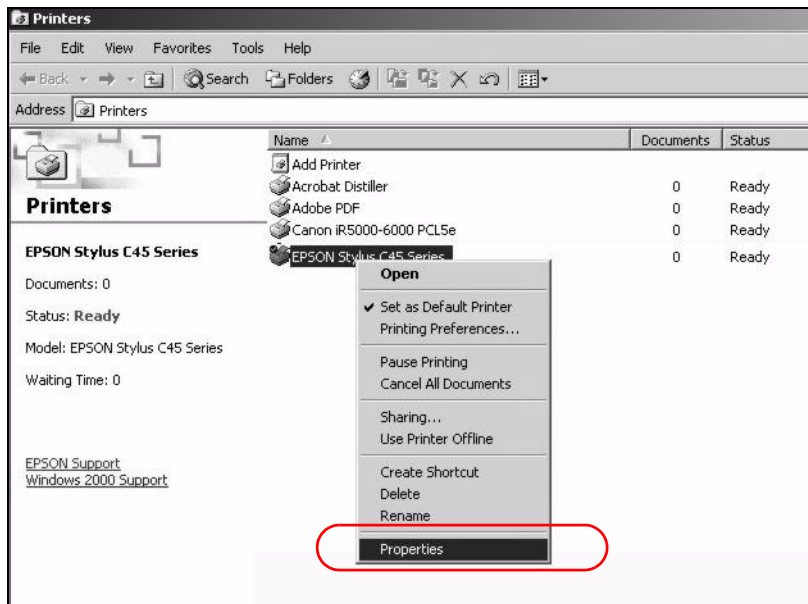 Printers
File Edit View Favorites Tools Help
Back Search Folders
Address Printers
Printers
EPSON Stylus C45 Series
Documents: 0
Status: Ready
Model: EPSON Stylus C45 Series
Waiting Time: 0
EPSON Support
Windows 2000 Support
Name Documents Status
Add Printer
Acrobat Distiller 0 Ready
Adobe PDF 0 Ready
Canon iR5000-6000 PCL5e 0 Ready
EPSON Stylus C45 Series 0 Ready
Open
Set as Default Printer
Printing Preferences...
Pause Printing
Cancel All Documents
Sharing...
Use Printer Offline
Create Shortcut
Delete
Rename
Properties